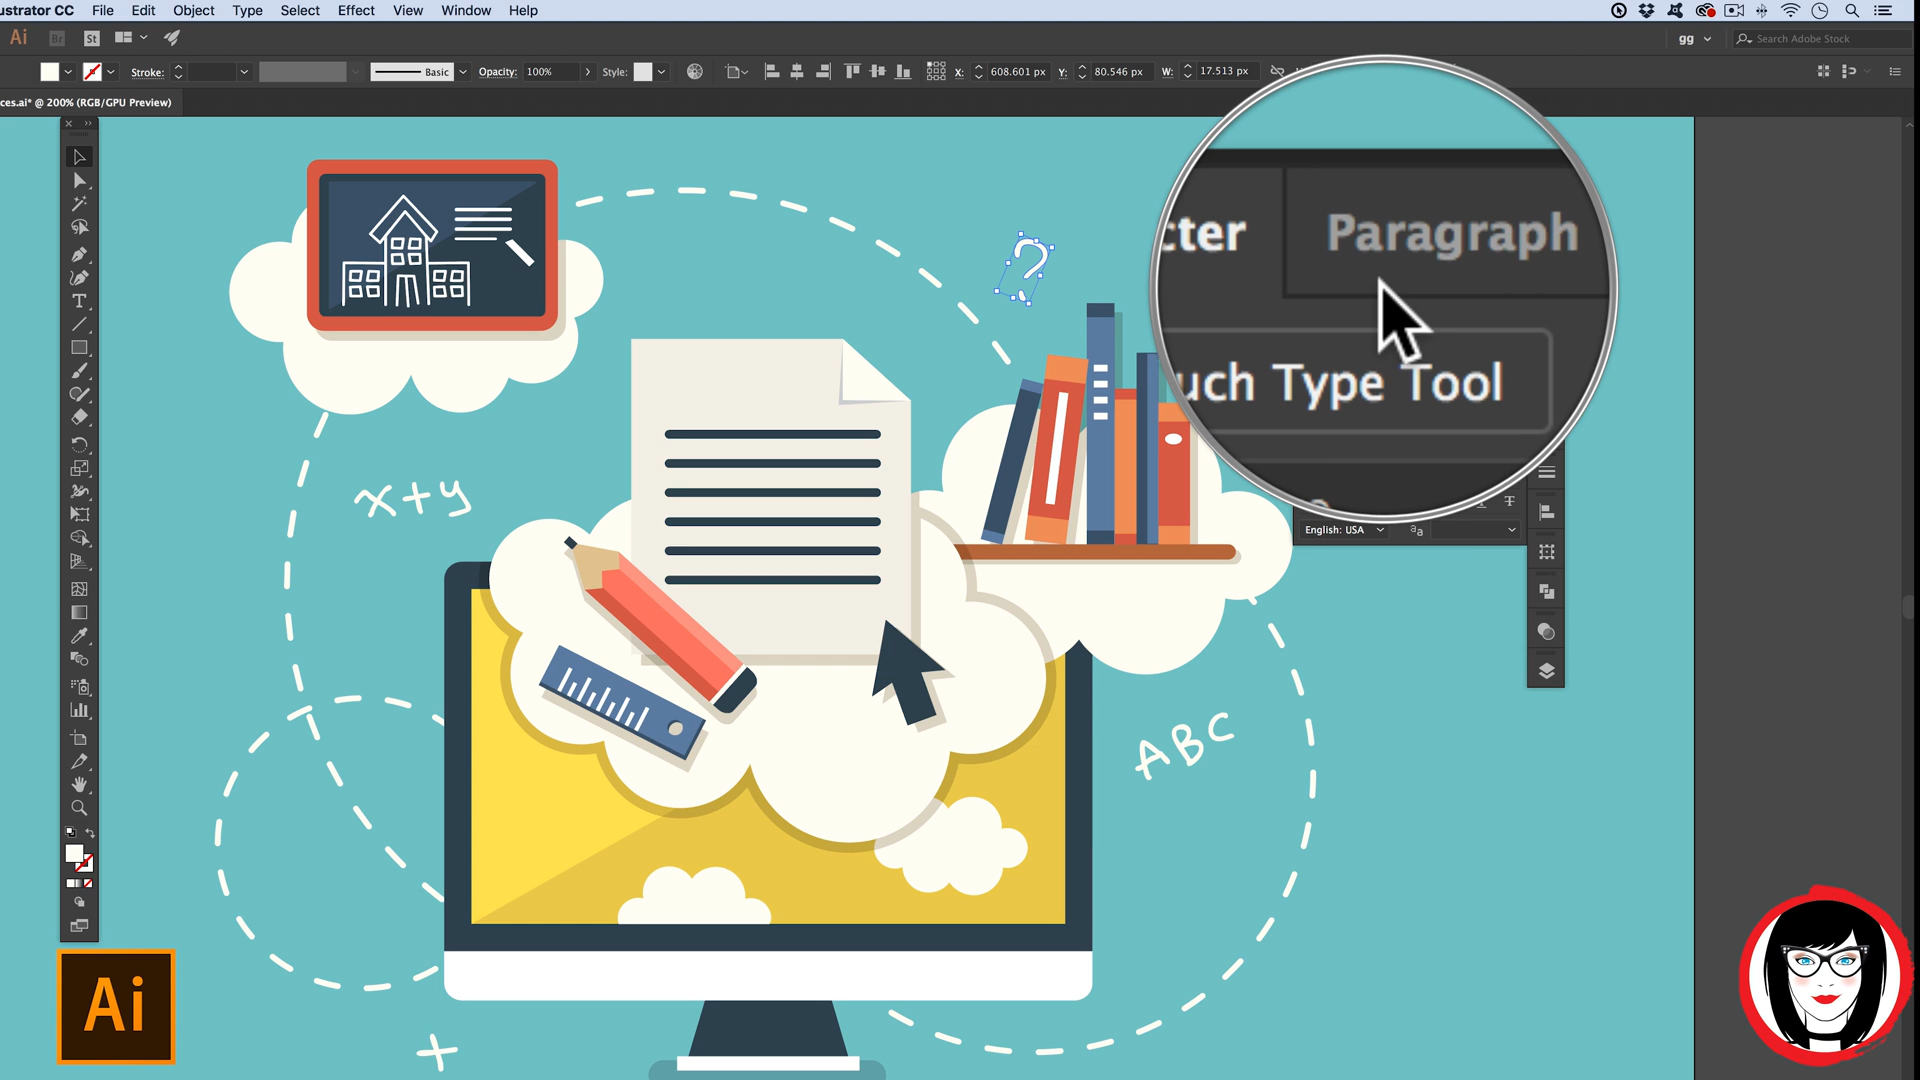 ustrator CC File Edit Object Type Select Effect View Window Help
Ai Br St gg Search Adobe Stock
Stroke: Basic Opacity: 100% Style: X: 608.601 px Y: 80.546 px W: 17.513 px
ces.ai* @ 200% (RGB/GPU Preview)
?
cter Paragraph
uch Type Tool
English: USA
x+y
ABC
+
Ai